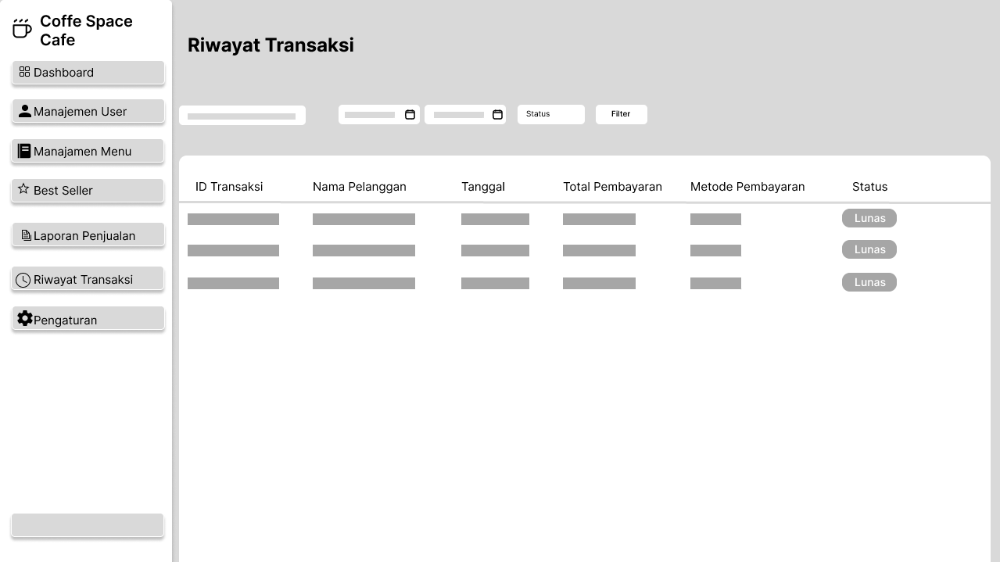 Coffe Space
Cafe
Dashboard
Manajemen User
Manajamen Menu
Best Seller
Laporan Penjualan
Riwayat Transaksi
Pengaturan
Riwayat Transaksi
Status Filter
ID Transaksi Nama Pelanggan Tanggal Total Pembayaran Metode Pembayaran Status
Lunas
Lunas
Lunas